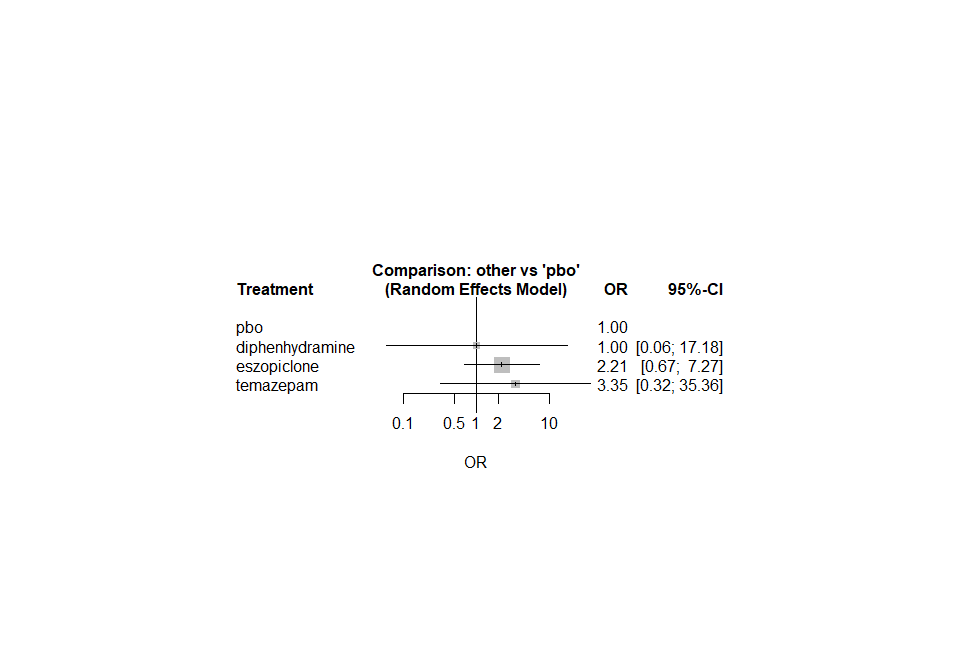 Comparison: other vs 'pbo'
Treatment (Random Effects Model) OR 95%-CI
pbo 1.00
diphenhydramine 1.00 [0.06; 17.18]
eszopiclone 2.21 [0.67; 7.27]
temazepam 3.35 [0.32; 35.36]
0.1 0.5 1 2 10
OR